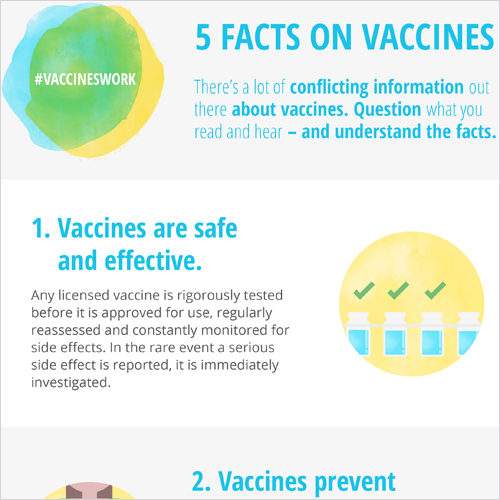 #VACCINESWORK
5 FACTS ON VACCINES
There's a lot of conflicting information out
there about vaccines. Question what you
read and hear – and understand the facts.
1. Vaccines are safe
and effective.
Any licensed vaccine is rigorously tested
before it is approved for use, regularly
reassessed and constantly monitored for
side effects. In the rare event a serious
side effect is reported, it is immediately
investigated.
2. Vaccines prevent